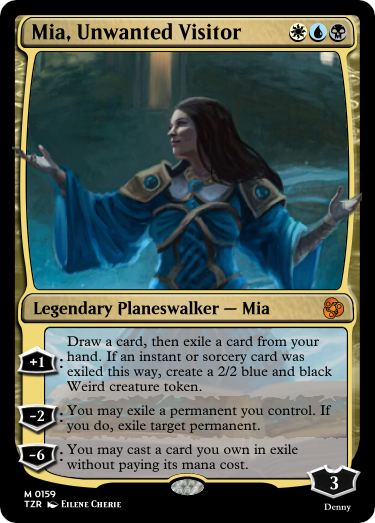 Mia, Unwanted Visitor
Legendary Planeswalker — Mia
+1: Draw a card, then exile a card from your
hand. If an instant or sorcery card was
exiled this way, create a 2/2 blue and black
Weird creature token.
-2: You may exile a permanent you control. If
you do, exile target permanent.
-6: You may cast a card you own in exile
without paying its mana cost.
3
M 0159
TZR Eilene Cherie
Denny